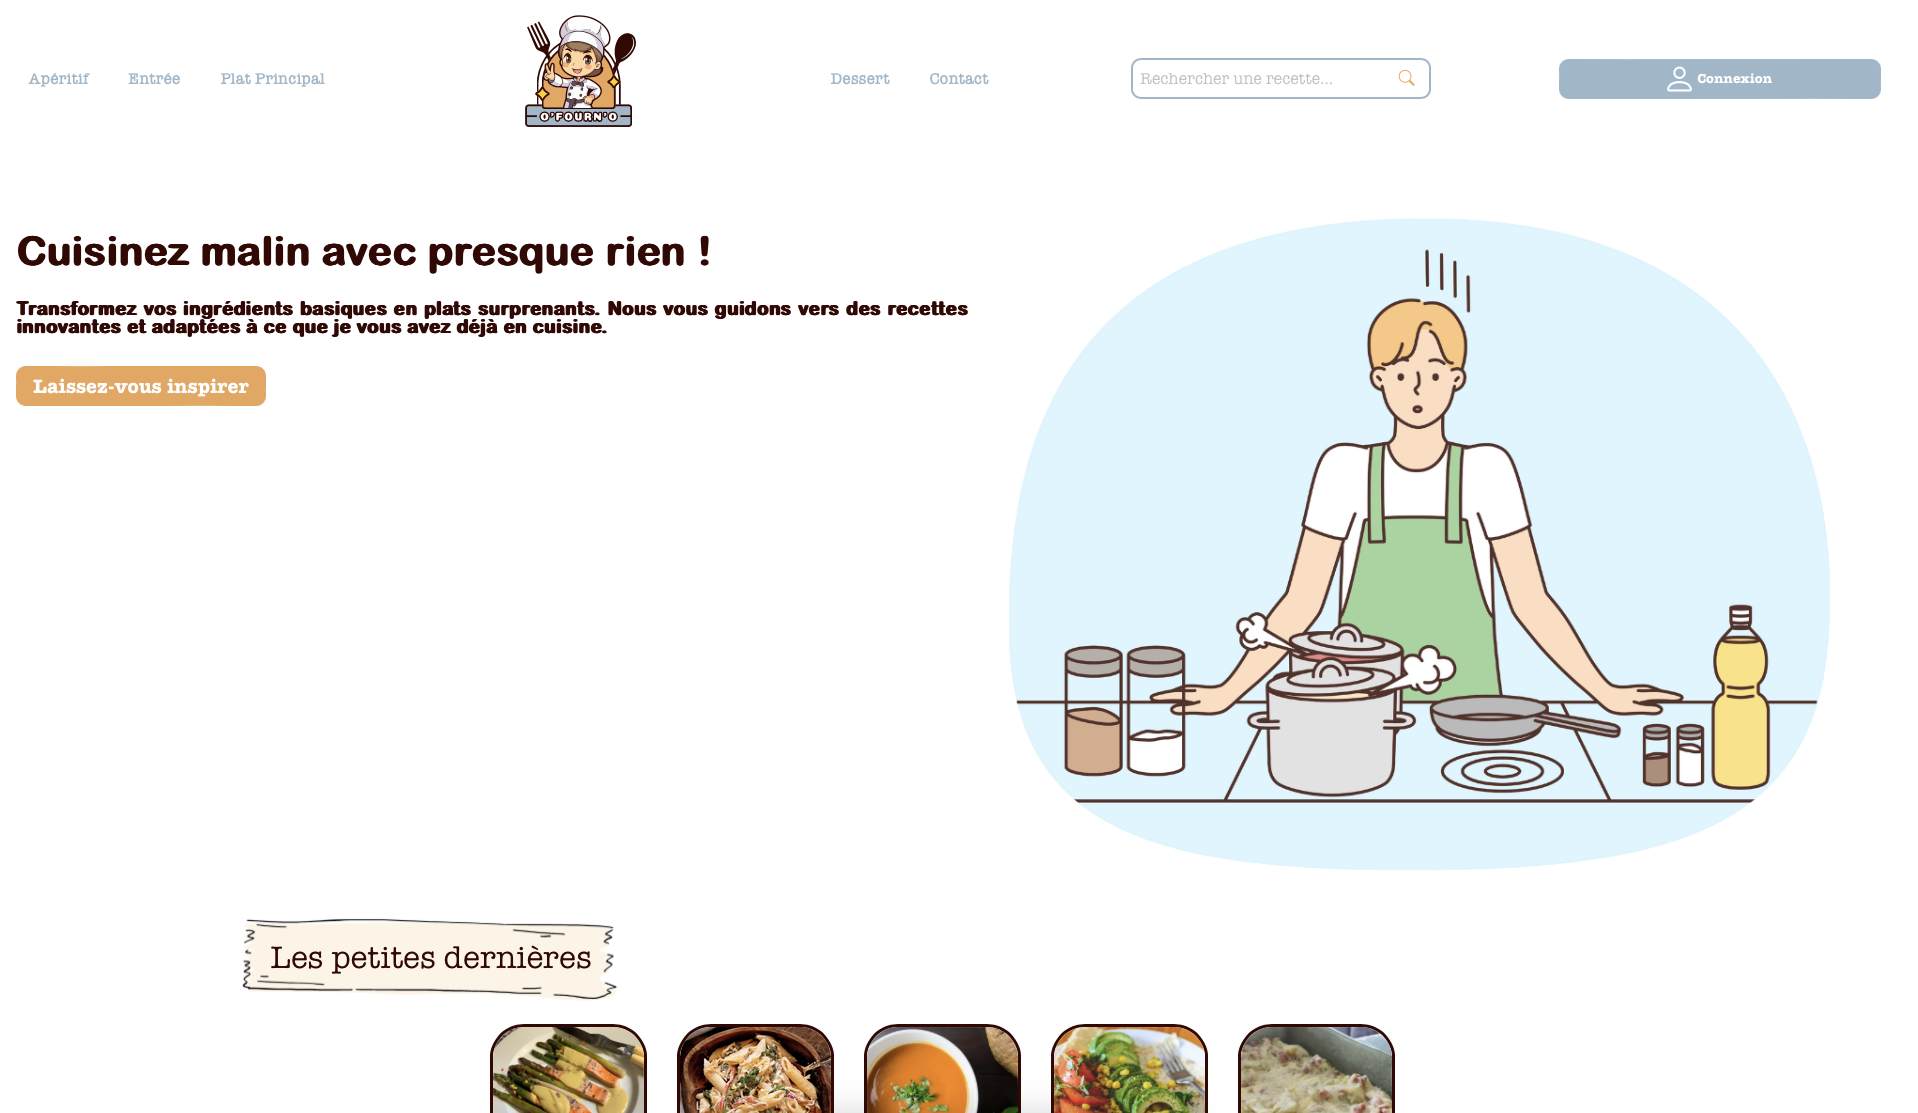 Apéritif
Entrée
Plat Principal
O'FOURN'O
Dessert
Contact
Rechercher une recette...
Connexion
Cuisinez malin avec presque rien !
Transformez vos ingrédients basiques en plats surprenants. Nous vous guidons vers des recettes
innovantes et adaptées à ce que je vous avez déjà en cuisine.
Laissez-vous inspirer
Les petites dernières